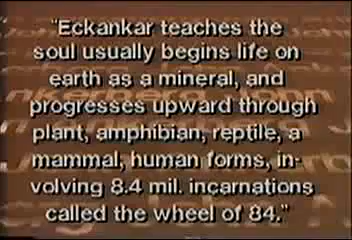 "Eckankar teaches the
soul usually begins life on
earth as a mineral, and
progresses upward through
plant, amphibian, reptile, a
mammal, human forms, in-
volving 8.4 mil. incarnations
called the wheel of 84."